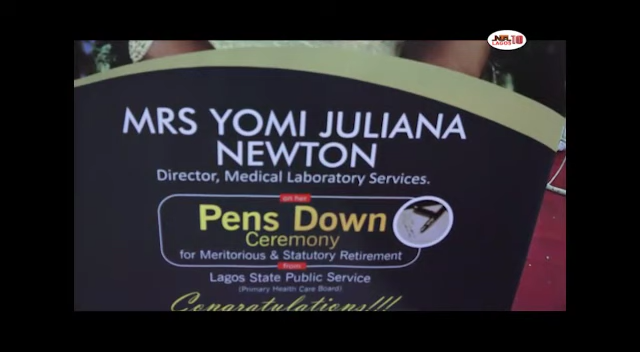 LAGOS
MRS YOMI JULIANA
NEWTON
Director, Medical Laboratory Services.
on her
Pens Down
Ceremony
for Meritorious & Statutory Retirement
From
Lagos State Public Service
(Primary Health Care Board)
Congratulations!!!